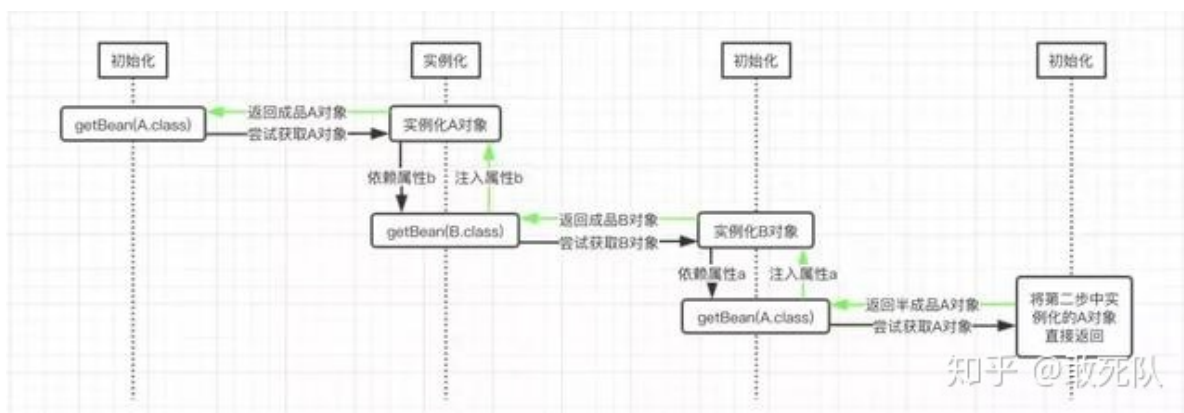 初始化
实例化
初始化
初始化
getBean(A.class)
返回成品A对象
尝试获取A对象
实例化A对象
依赖属性b
注入属性b
getBean(B.class)
返回成品B对象
尝试获取B对象
实例化B对象
依赖属性a
注入属性a
getBean(A.class)
返回半成品A对象
尝试获取A对象
将第二步中实
例化的A对象
直接返回
知乎 @敢死队